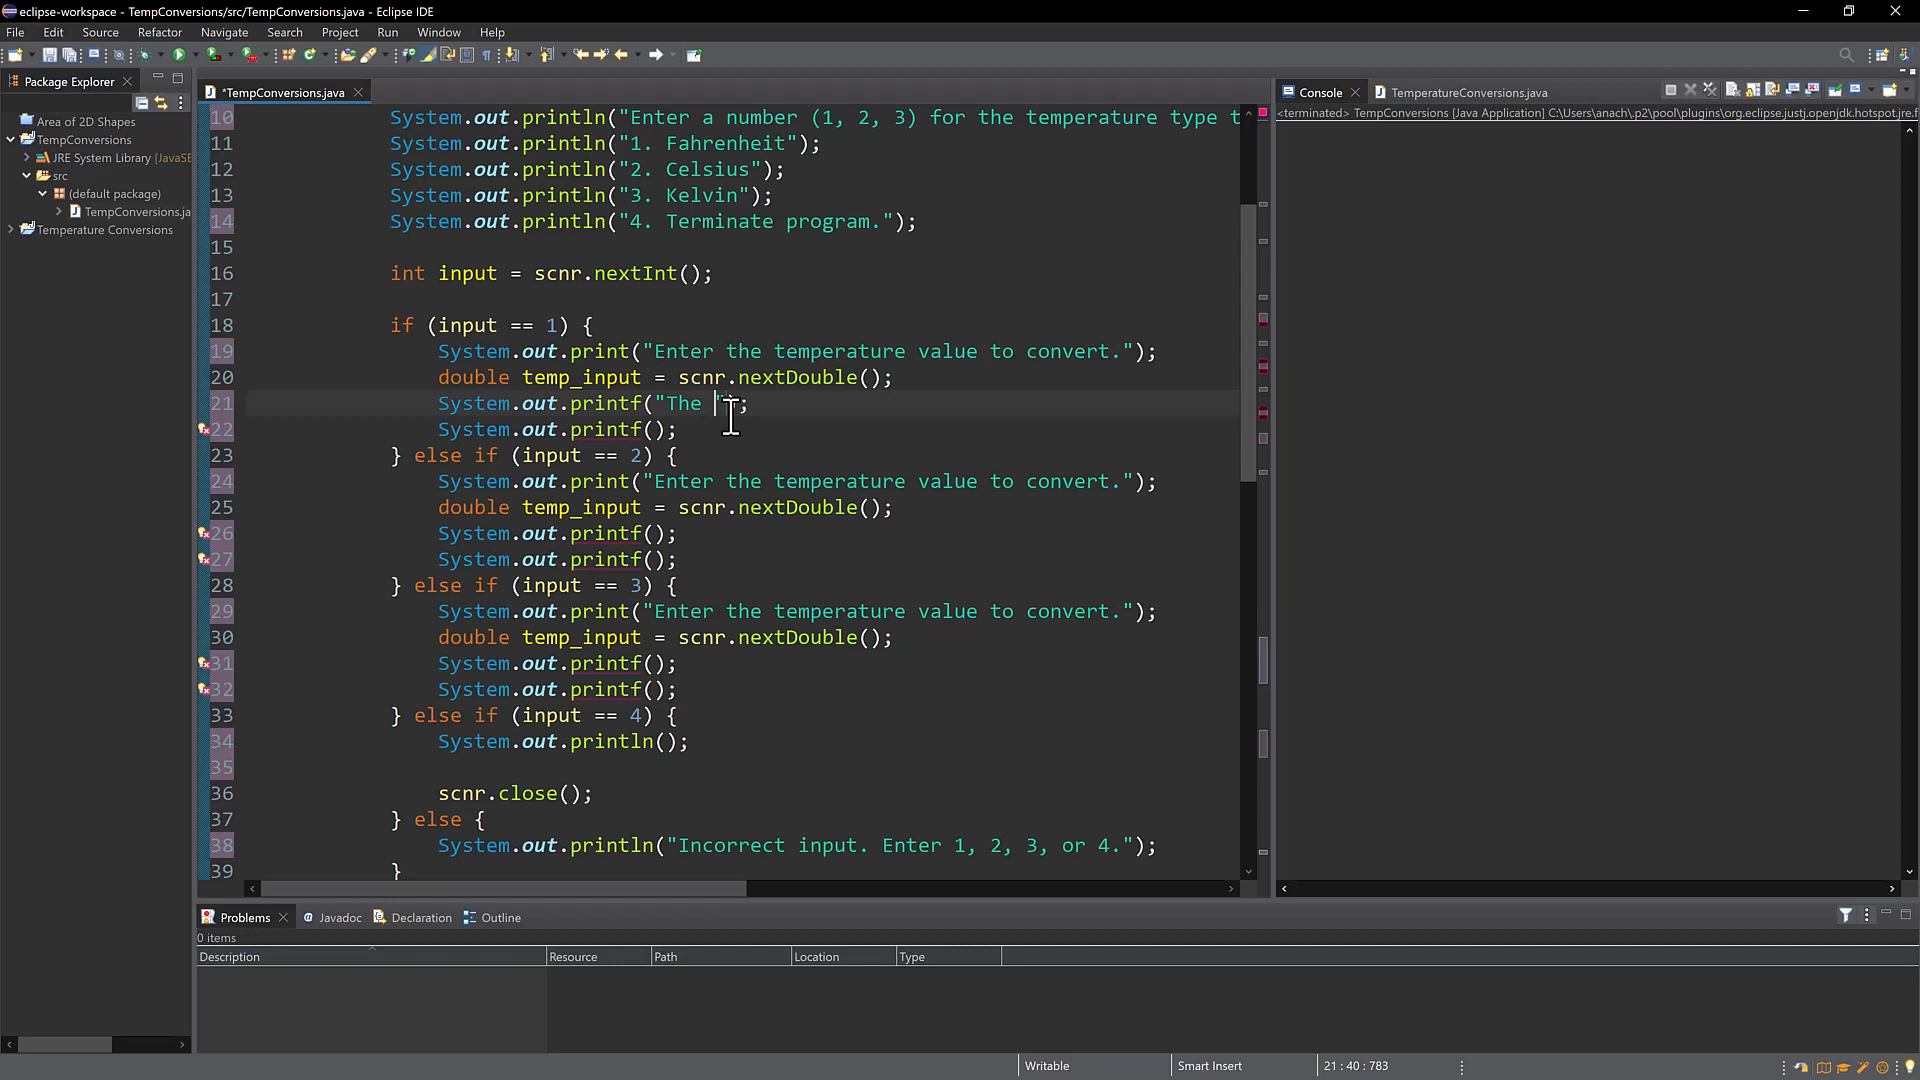 eclipse-workspace - TempConversions/src/TempConversions.java - Eclipse IDE
File Edit Source Refactor Navigate Search Project Run Window Help
Package Explorer
*TempConversions.java
Console
TemperatureConversions.java
<terminated> TempConversions [Java Application] C:\Users\anach\.p2\pool\plugins\org.eclipse.justj.openjdk.hotspot.jre.f
Area of 2D Shapes
TempConversions
JRE System Library [JavaSE
src
(default package)
TempConversions.ja
Temperature Conversions
10 System.out.println("Enter a number (1, 2, 3) for the temperature type t
11 System.out.println("1. Fahrenheit");
12 System.out.println("2. Celsius");
13 System.out.println("3. Kelvin");
14 System.out.println("4. Terminate program.");
15
16 int input = scnr.nextInt();
17
18 if (input == 1) {
19 System.out.print("Enter the temperature value to convert.");
20 double temp_input = scnr.nextDouble();
21 System.out.printf("The ");
22 System.out.printf();
23 } else if (input == 2) {
24 System.out.print("Enter the temperature value to convert.");
25 double temp_input = scnr.nextDouble();
26 System.out.printf();
27 System.out.printf();
28 } else if (input == 3) {
29 System.out.print("Enter the temperature value to convert.");
30 double temp_input = scnr.nextDouble();
31 System.out.printf();
32 System.out.printf();
33 } else if (input == 4) {
34 System.out.println();
35
36 scnr.close();
37 } else {
38 System.out.println("Incorrect input. Enter 1, 2, 3, or 4.");
39 }
Problems Javadoc Declaration Outline
0 items
Description Resource Path Location Type
Writable Smart Insert 21 : 40 : 783